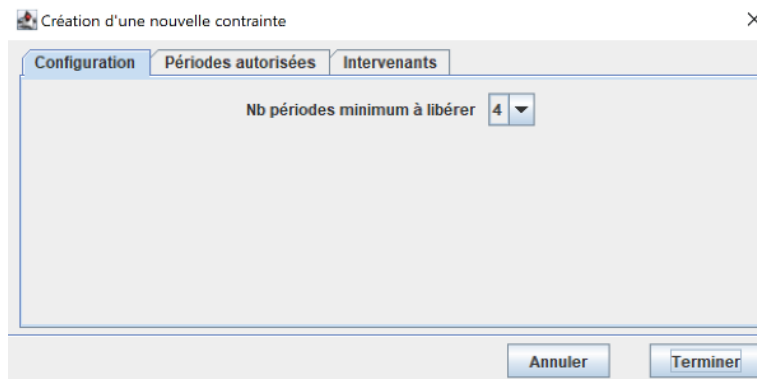 Création d'une nouvelle contrainte
Configuration Périodes autorisées Intervenants
Nb périodes minimum à libérer 4
Annuler Terminer